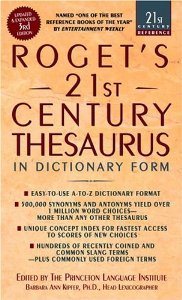 UPDATED
& EXPANDED
3RD
EDITION
NAMED "ONE OF THE BEST
REFERENCE BOOKS OF THE YEAR"
BY ENTERTAINMENT WEEKLY
21ST
CENTURY
REFERENCE
ROGET'S
21ST
CENTURY
THESAURUS
IN DICTIONARY FORM
■ EASY-TO-USE A-TO-Z DICTIONARY FORMAT
■ 500,000 SYNONYMS AND ANTONYMS YIELD OVER
1 MILLION WORD CHOICES—
MORE THAN ANY OTHER THESAURUS
■ UNIQUE CONCEPT INDEX FOR FASTEST ACCESS
TO SCORES OF NEW CHOICES
■ HUNDREDS OF RECENTLY COINED AND
COMMON SLANG TERMS
—PLUS COMMONLY USED FOREIGN TERMS
EDITED BY THE PRINCETON LANGUAGE INSTITUTE
BARBARA ANN KIPFER, PH.D., HEAD LEXICOGRAPHER